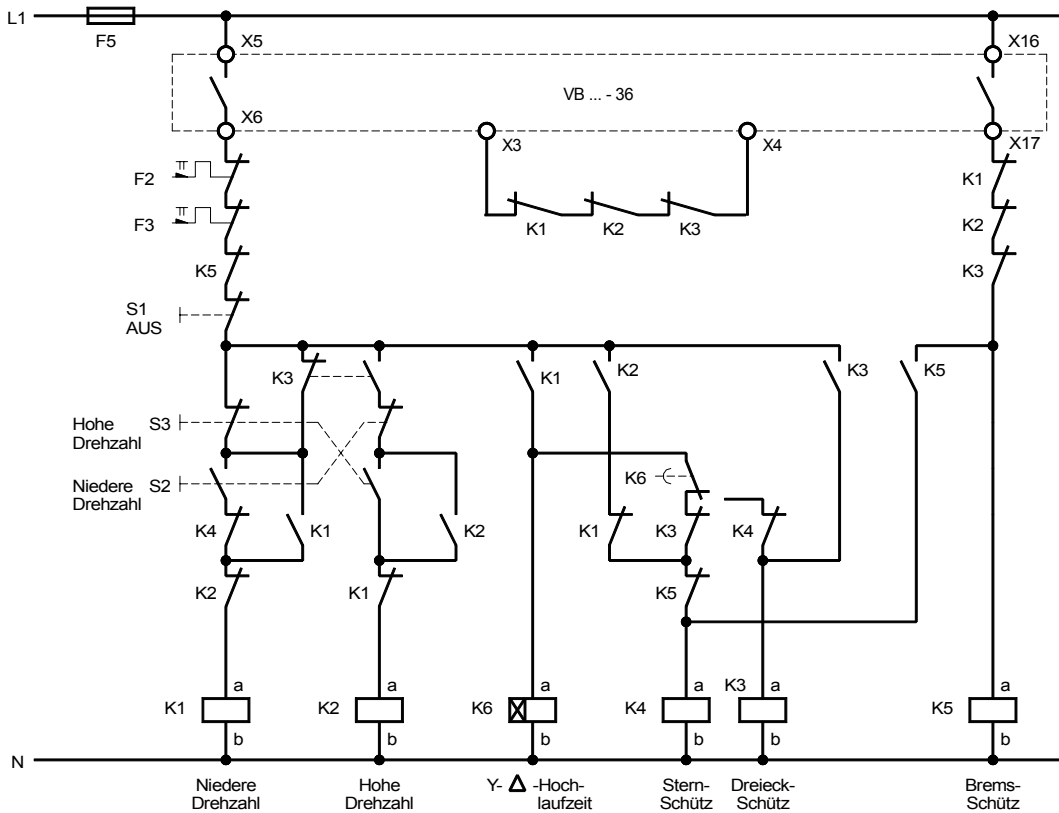 L1
F5
X5
X16
VB ... - 36
X6
X3
X4
X17
F2
K1
F3
K1
K2
K3
K2
K5
K3
S1
AUS
K3
K1
K2
K3
K5
Hohe
Drehzahl
S3
K6
Niedere
Drehzahl
S2
K4
K1
K2
K1
K3
K4
K2
K1
K5
a
a
a
a
K3
a
a
K1
K2
K6
K4
K5
b
b
b
b
b
b
N
Niedere
Drehzahl
Hohe
Drehzahl
Y- Δ -Hoch-
laufzeit
Stern-
Schütz
Dreieck-
Schütz
Brems-
Schütz